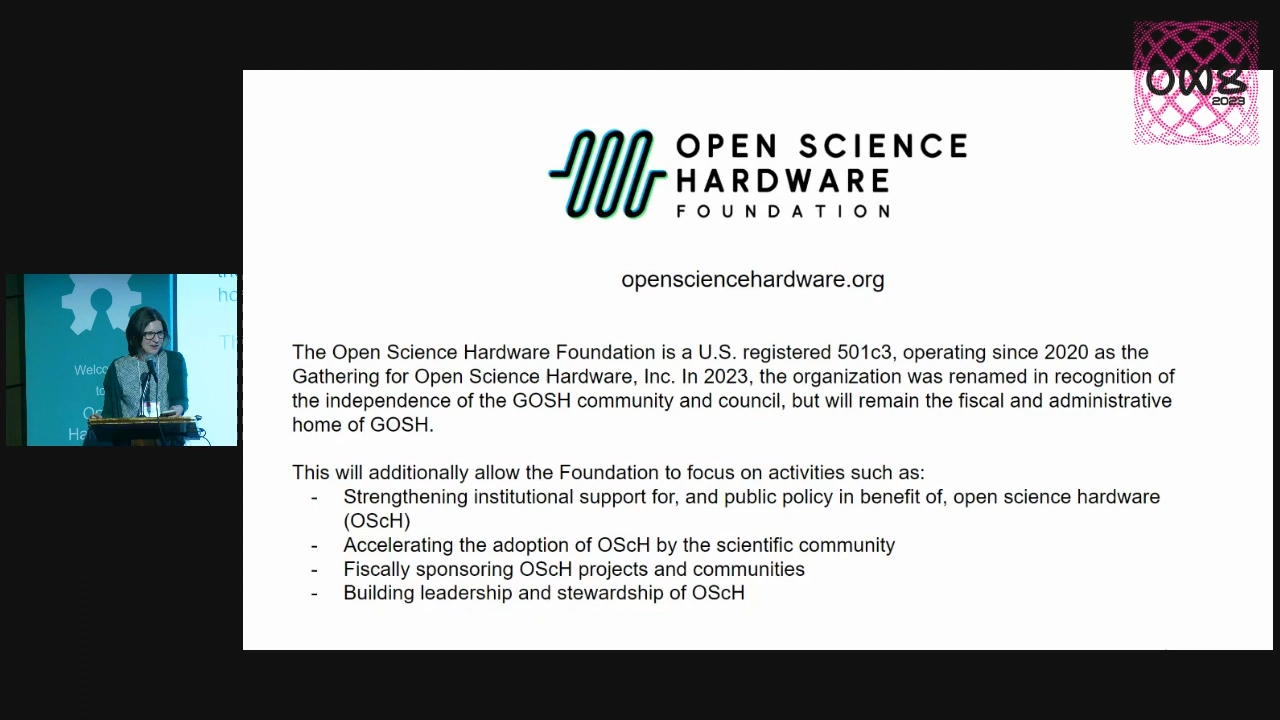 OW8
2023
OPEN SCIENCE
HARDWARE
FOUNDATION
opensciencehardware.org
The Open Science Hardware Foundation is a U.S. registered 501c3, operating since 2020 as the
Gathering for Open Science Hardware, Inc. In 2023, the organization was renamed in recognition of
the independence of the GOSH community and council, but will remain the fiscal and administrative
home of GOSH.
This will additionally allow the Foundation to focus on activities such as:
- Strengthening institutional support for, and public policy in benefit of, open science hardware
(OScH)
- Accelerating the adoption of OScH by the scientific community
- Fiscally sponsoring OScH projects and communities
- Building leadership and stewardship of OScH